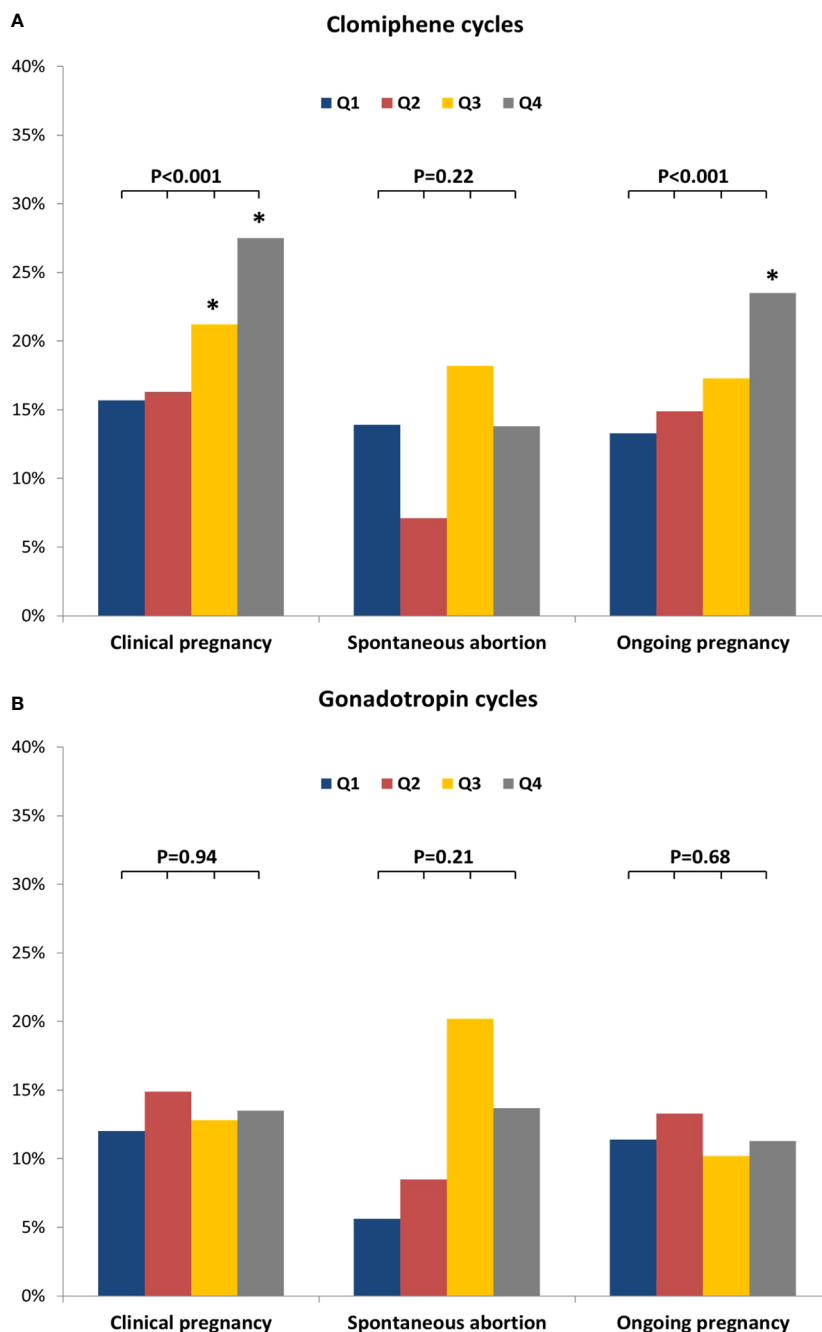 A
Clomiphene cycles
40%
Q1 Q2 Q3 Q4
35%
P<0.001 P=0.22 P<0.001
30%
*
25%
*
*
20%
15%
10%
5%
0%
Clinical pregnancy Spontaneous abortion Ongoing pregnancy
B
Gonadotropin cycles
40%
Q1 Q2 Q3 Q4
35%
P=0.94 P=0.21 P=0.68
30%
25%
20%
15%
10%
5%
0%
Clinical pregnancy Spontaneous abortion Ongoing pregnancy